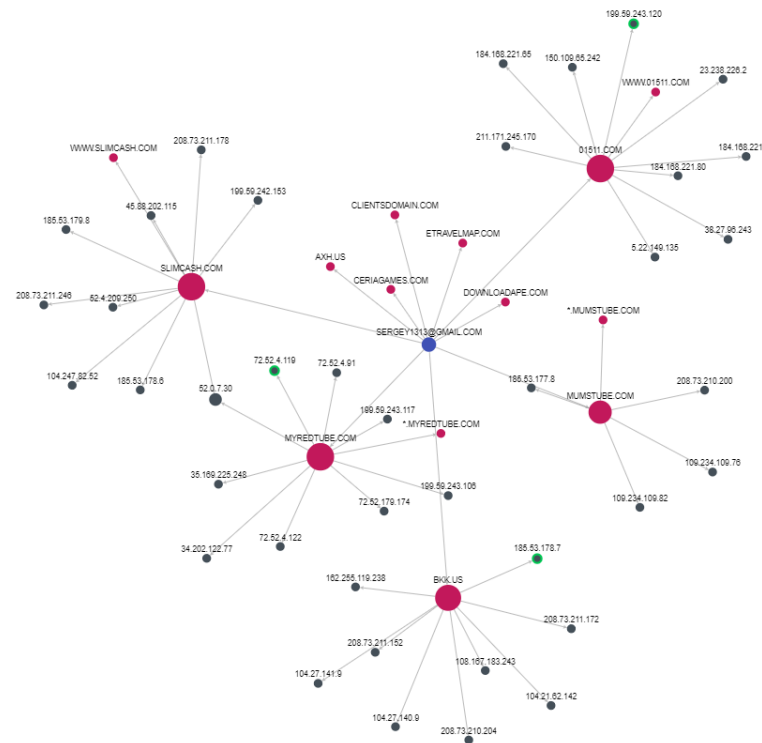 199.59.243.120
184.168.221.65
150.109.65.242
23.238.226.2
WWW.01511.COM
211.171.245.170
01511.COM
184.168.221
184.168.221.80
38.27.96.243
5.22.149.135
WWW.SLIMCASH.COM
208.73.211.178
45.88.202.115
199.59.242.153
185.53.179.8
SLIMCASH.COM
208.73.211.246
52.4.209.250
104.247.82.52
185.53.178.6
52.0.7.30
CLIENTSDOMAIN.COM
ETRAVELMAP.COM
AXH.US
CERIAGAMES.COM
DOWNLOADAPE.COM
SERGEY1313@GMAIL.COM
*.MUMSTUBE.COM
185.53.177.8
MUMSTUBE.COM
208.73.210.200
109.234.109.76
109.234.109.82
72.52.4.119
72.52.4.91
199.59.243.117
*.MYREDTUBE.COM
MYREDTUBE.COM
35.169.225.248
199.59.243.106
72.52.179.174
72.52.4.122
34.202.122.77
185.53.178.7
162.255.119.238
BKK.US
208.73.211.172
208.73.211.152
108.167.183.243
104.27.141.9
104.21.62.142
104.27.140.9
208.73.210.204